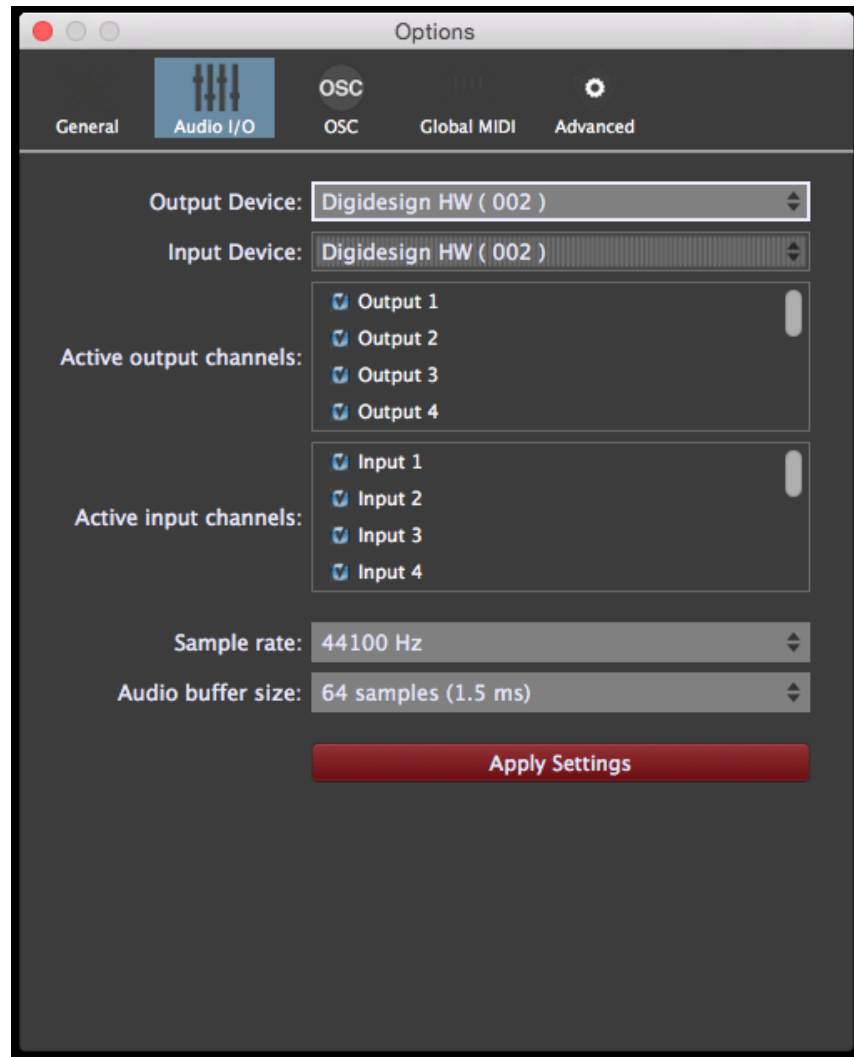 Options
OSC
General Audio I/O OSC Global MIDI Advanced
Output Device: Digidesign HW ( 002 )
Input Device: Digidesign HW ( 002 )
Active output channels:
Output 1
Output 2
Output 3
Output 4
Active input channels:
Input 1
Input 2
Input 3
Input 4
Sample rate: 44100 Hz
Audio buffer size: 64 samples (1.5 ms)
Apply Settings